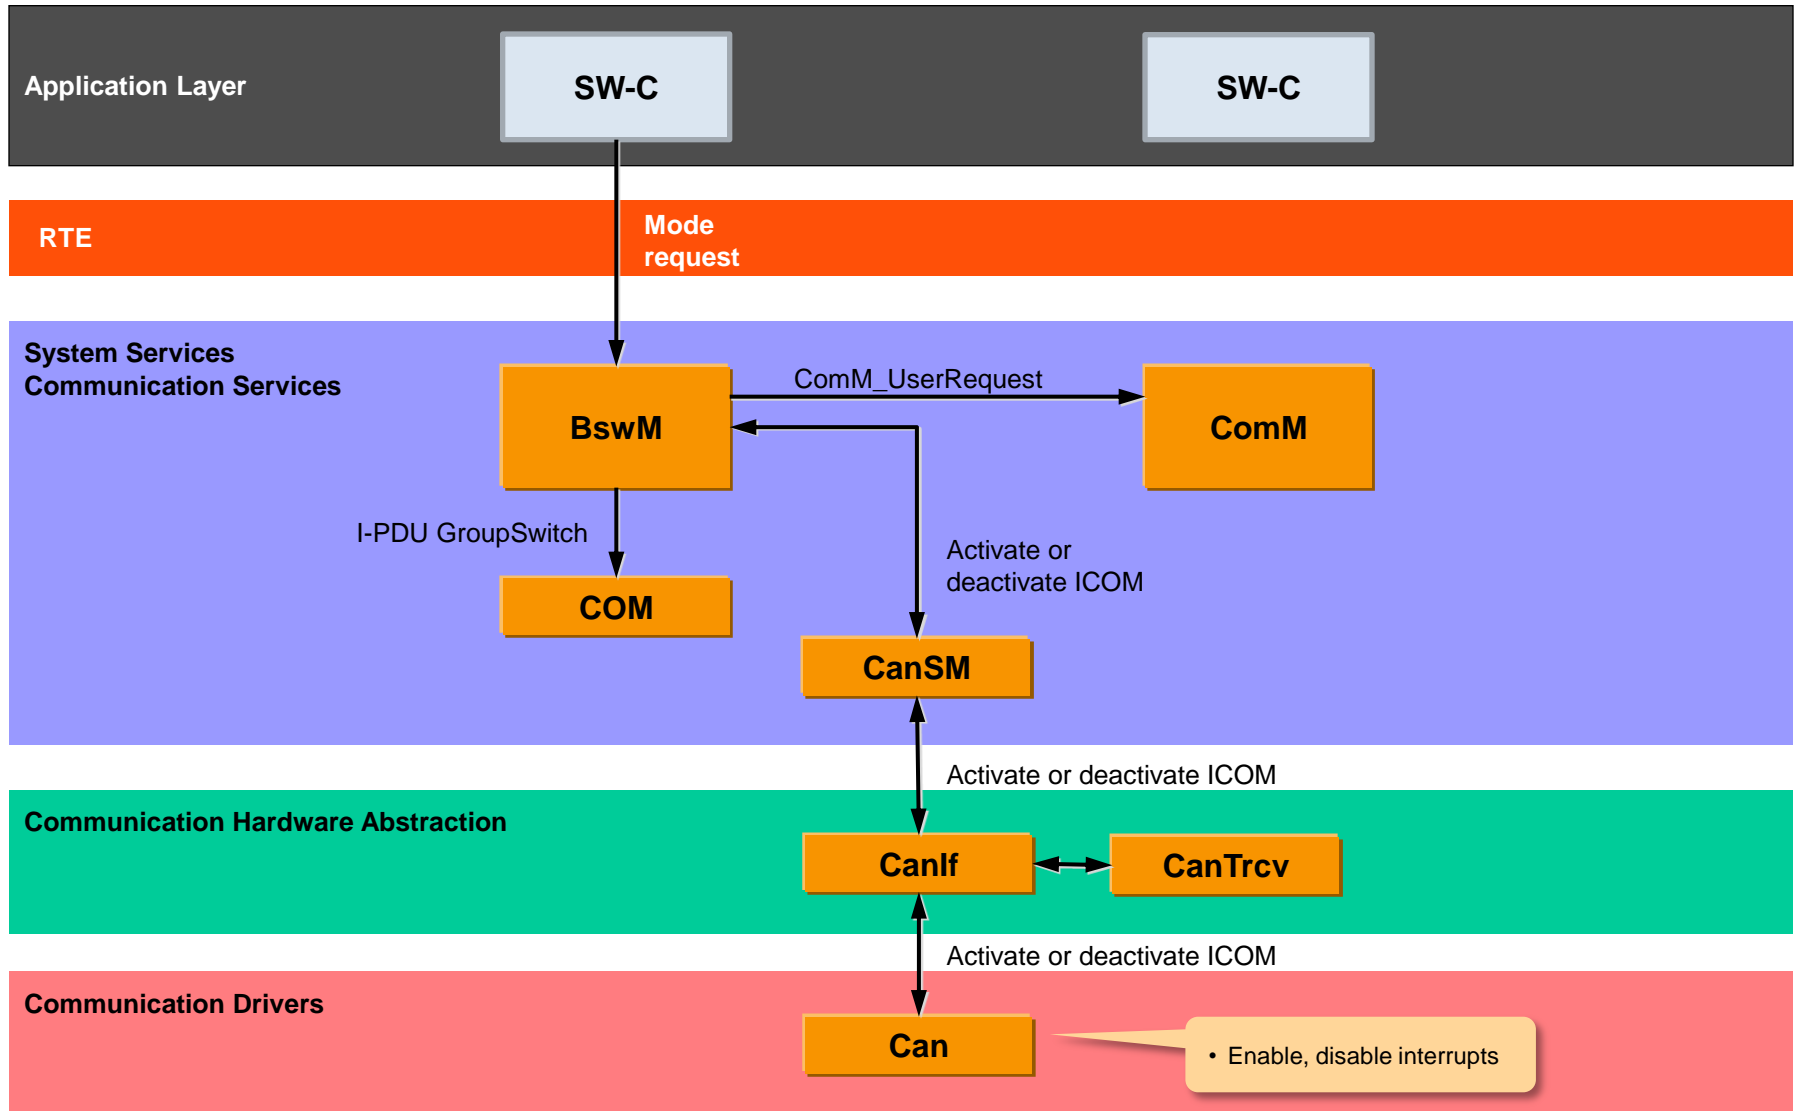 Application Layer
SW-C
SW-C
RTE
Mode
request
System Services
Communication Services
BswM
ComM_UserRequest
ComM
I-PDU GroupSwitch
COM
Activate or
deactivate ICOM
CanSM
Activate or deactivate ICOM
Communication Hardware Abstraction
CanIf
CanTrcv
Activate or deactivate ICOM
Communication Drivers
Can
• Enable, disable interrupts